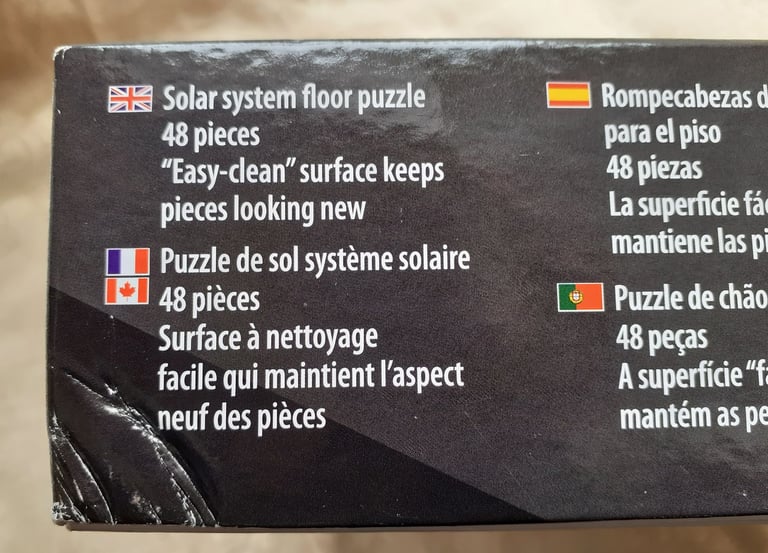 Solar system floor puzzle
48 pieces
“Easy-clean” surface keeps
pieces looking new
Puzzle de sol système solaire
48 pièces
Surface à nettoyage
facile qui maintient l’aspect
neuf des pièces
Rompecabezas
para el piso
48 piezas
La superficie
mantiene las
Puzzle de chão
48 peças
A superfície
mantém as